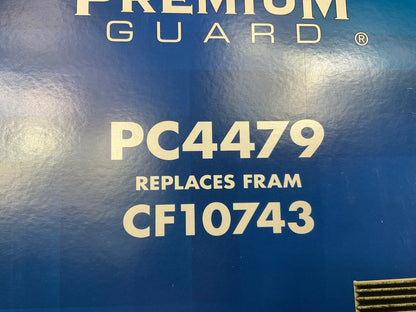 PREMIUM
GUARD ®
PC4479
REPLACES FRAM
CF10743